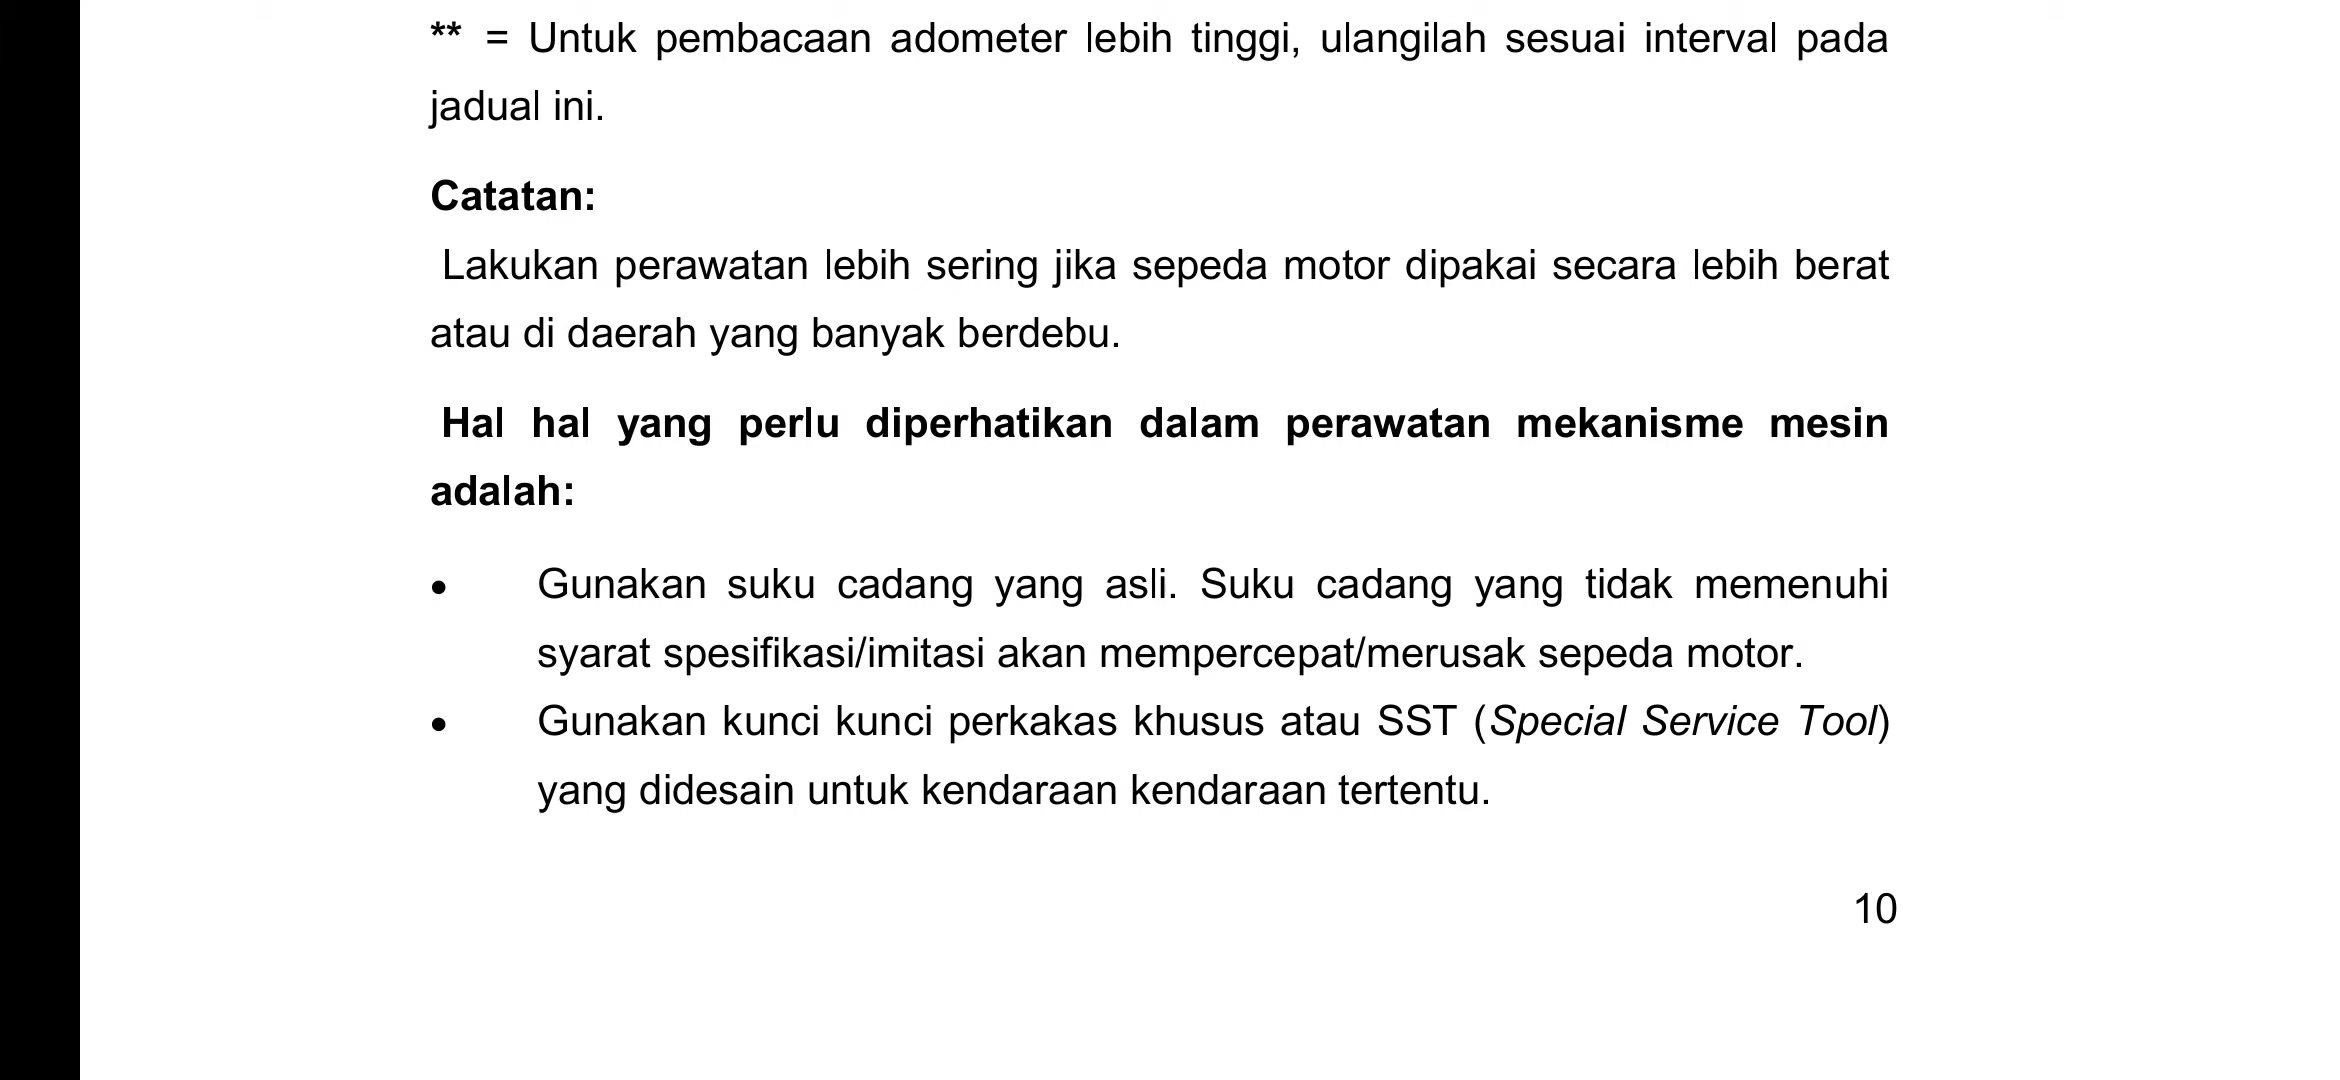 ** = Untuk pembacaan adometer lebih tinggi, ulangilah sesuai interval pada
jadual ini.
Catatan:
Lakukan perawatan lebih sering jika sepeda motor dipakai secara lebih berat
atau di daerah yang banyak berdebu.
Hal hal yang perlu diperhatikan dalam perawatan mekanisme mesin
adalah:
• Gunakan suku cadang yang asli. Suku cadang yang tidak memenuhi
syarat spesifikasi/imitasi akan mempercepat/merusak sepeda motor.
• Gunakan kunci kunci perkakas khusus atau SST (Special Service Tool)
yang didesain untuk kendaraan kendaraan tertentu.
10